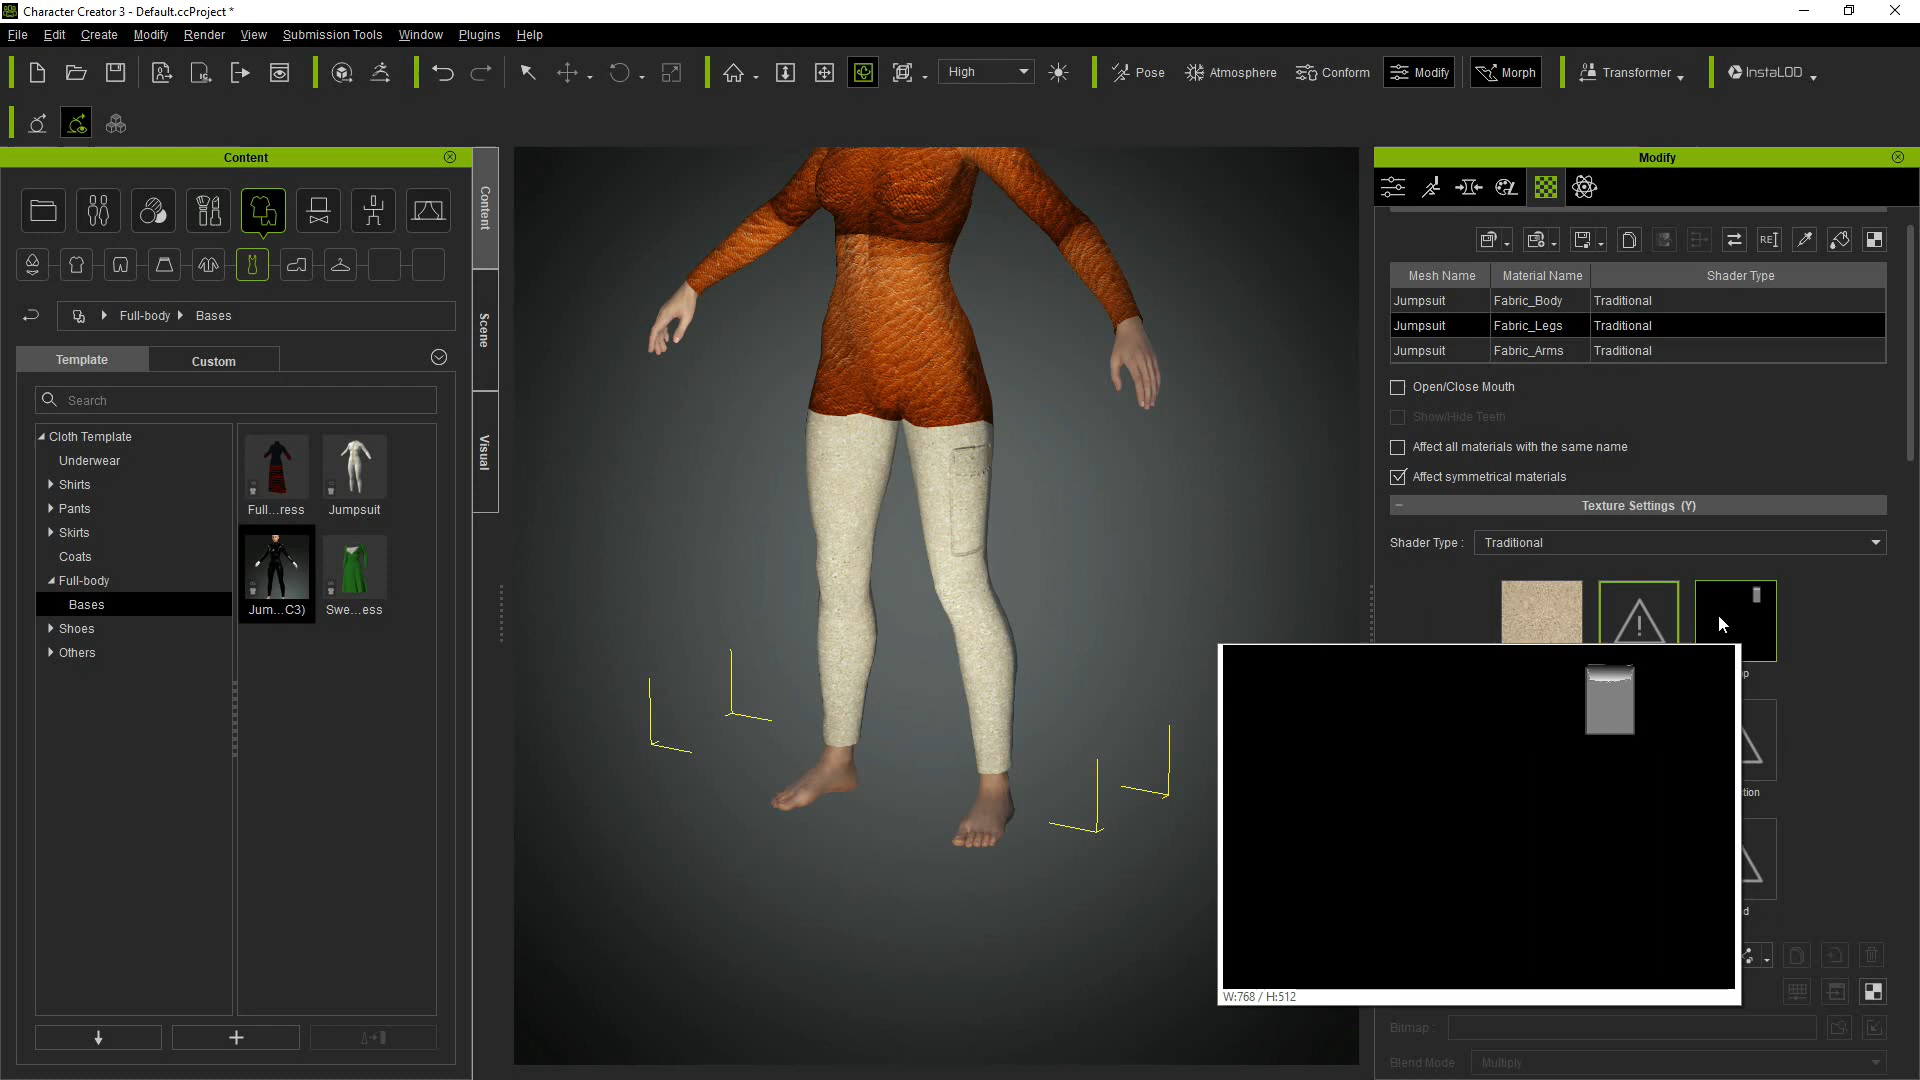 Character Creator 3 - Default.ccProject *
File Edit Create Modify Render View Submission Tools Window Plugins Help
High Pose Atmosphere Conform Modify Morph Transformer InstaLOD
Content
Content
Scene
Visual
Full-body Bases
Template Custom
Search
Cloth Template
Underwear
Shirts
Pants
Skirts
Coats
Full-body
Bases
Shoes
Others
Full...ress Jumpsuit
Jum...C3) Swe...ess
Modify
Mesh Name Material Name Shader Type
Jumpsuit Fabric_Body Traditional
Jumpsuit Fabric_Legs Traditional
Jumpsuit Fabric_Arms Traditional
Open/Close Mouth
Show/Hide Teeth
Affect all materials with the same name
Affect symmetrical materials
Texture Settings (Y)
Shader Type : Traditional
p
tion
d
W:768 / H:512
Bitmap :
Blend Mode Multiply